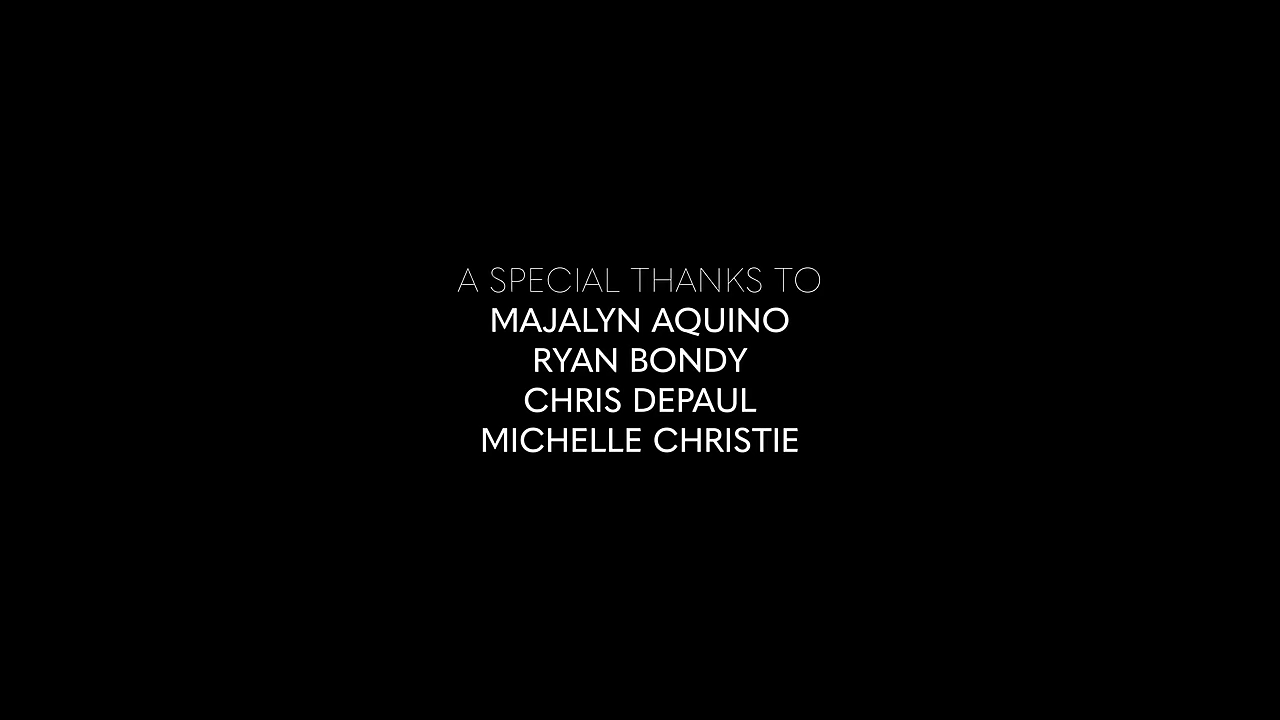 A SPECIAL THANKS TO
MAJALYN AQUINO
RYAN BONDY
CHRIS DEPAUL
MICHELLE CHRISTIE